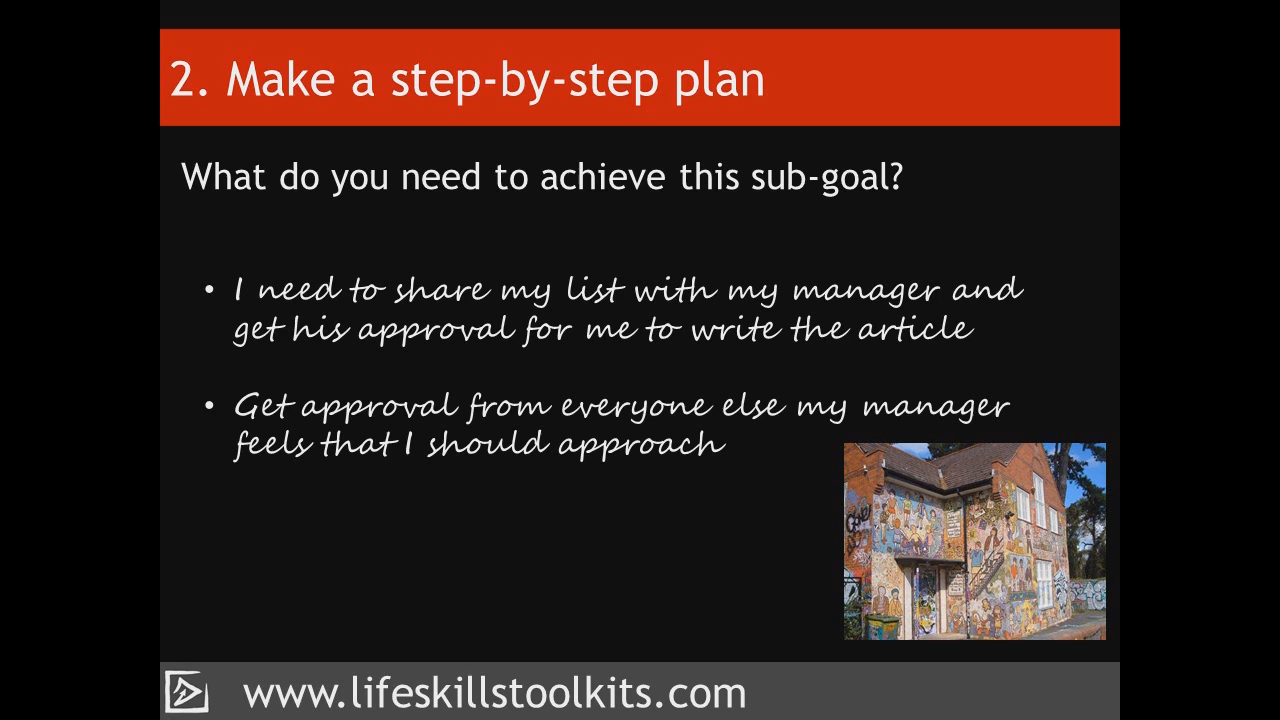 2. Make a step-by-step plan
What do you need to achieve this sub-goal?
• I need to share my list with my manager and
get his approval for me to write the article
• Get approval from everyone else my manager
feels that I should approach
www.lifeskillstoolkits.com